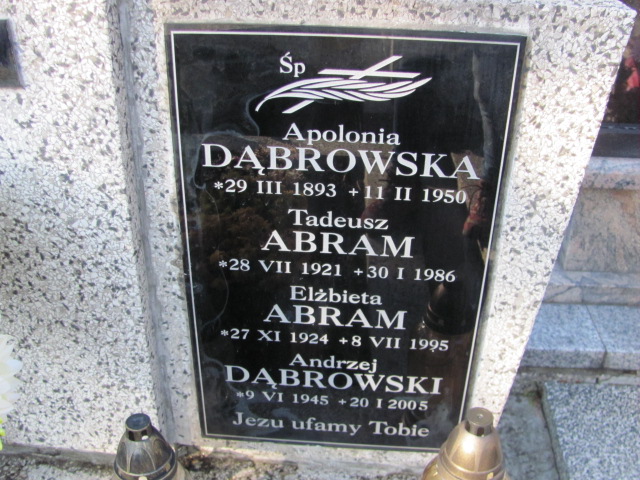 Śp
Apolonia
DĄBROWSKA
*29 III 1893 + 11 II 1950
Tadeusz
ABRAM
*28 VII 1921 +30 I 1986
Elżbieta
ABRAM
*27 XI 1924 +8 VII 1995
Andrzej
DĄBROWSKI
*9 VI 1945 +20 I 2005
Jezu ufamy Tobie